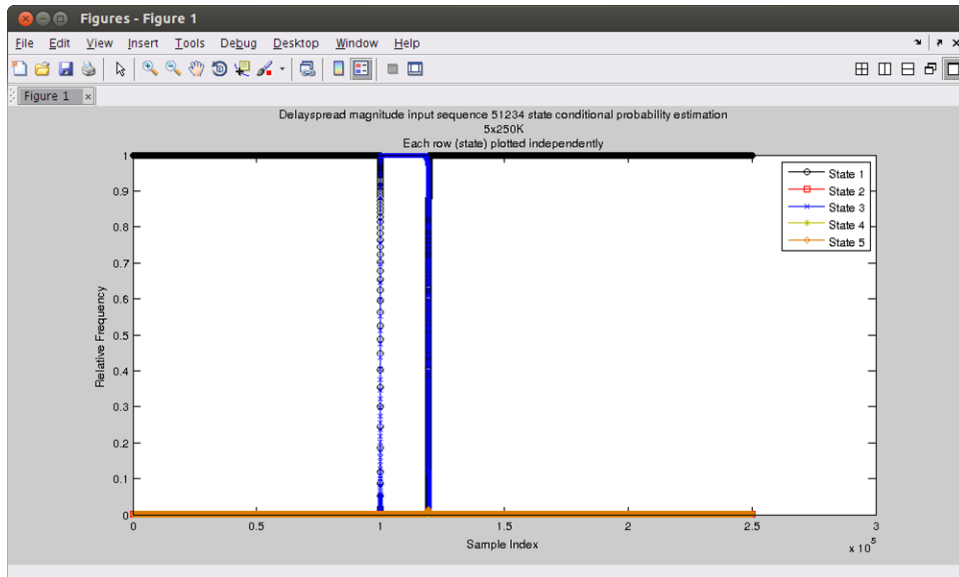 Figures - Figure 1
File Edit View Insert Tools Debug Desktop Window Help
Figure 1
Delayspread magnitude input sequence 51234 state conditional probability estimation
5x250K
Each row (state) plotted independently
1
0.9
0.8
0.7
0.6
0.5
0.4
0.3
0.2
0.1
0
Relative Frequency
State 1
State 2
State 3
State 4
State 5
0 0.5 1 1.5 2 2.5 3
Sample Index
x 10^5